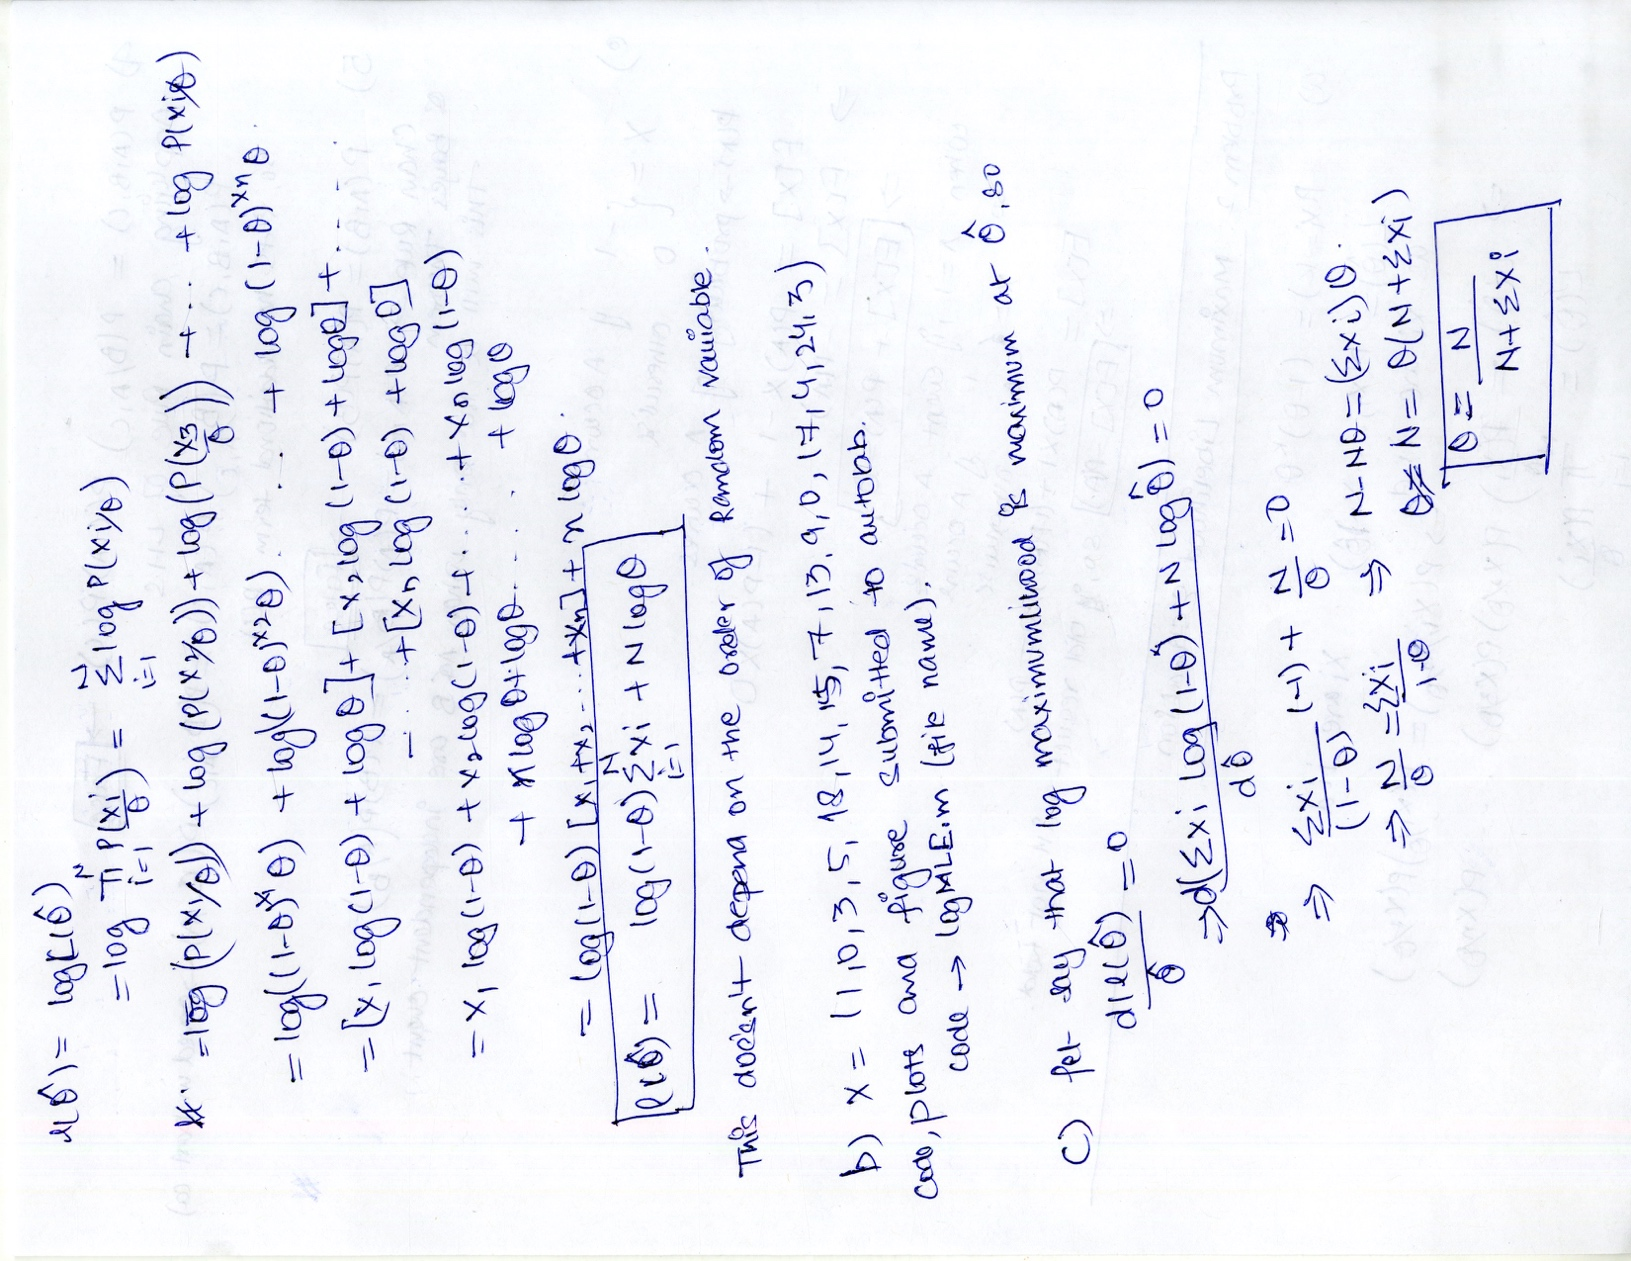 l(θ̂) = log L(θ̂)
= log N Π i=1 P(xi/θ) = N Σ i=1 log P(xi/θ)
= log (P(x1/θ)) + log (P(x2/θ)) + log (P(x3/θ)) + ... + log P(xi/θ)
= log((1-θ)^x1 θ) + log((1-θ)^x2 θ) ..... + log (1-θ)^xn θ.
= [x1 log(1-θ) + log θ] + [x2 log (1-θ) + log θ] + ....
- .... + [xn log (1-θ) + log θ]
= x1 log (1-θ) + x2 log (1-θ) + .... + xn log (1-θ)
+ log θ + log θ .... . + log θ
= log (1-θ) [x1 + x2 .... + xn] + n log θ.
l(θ̂) = log (1-θ) N Σ i=1 xi + N log θ
This doesn't depend on the order of Random variable
b) X = (1,0,3,5,18,14,15,7,13,9,0,17,4,24,3)
Code, plots and figure submitted to autolab.
code → logMLE.m (file name).
c) let say that log maximumlikelihood is maximum at θ̂, so
d(l(θ̂)) / θ̂ = 0
⇒ d(Σxi log (1-θ̂) + N log θ̂) / dθ̂ = 0
⇒ Σxi / (1-θ) (-1) + N/θ = 0
⇒ N/θ = Σxi / 1-θ ⇒ N - Nθ = (Σxi) θ.
N = θ (N + Σxi)
θ = N / N + Σxi